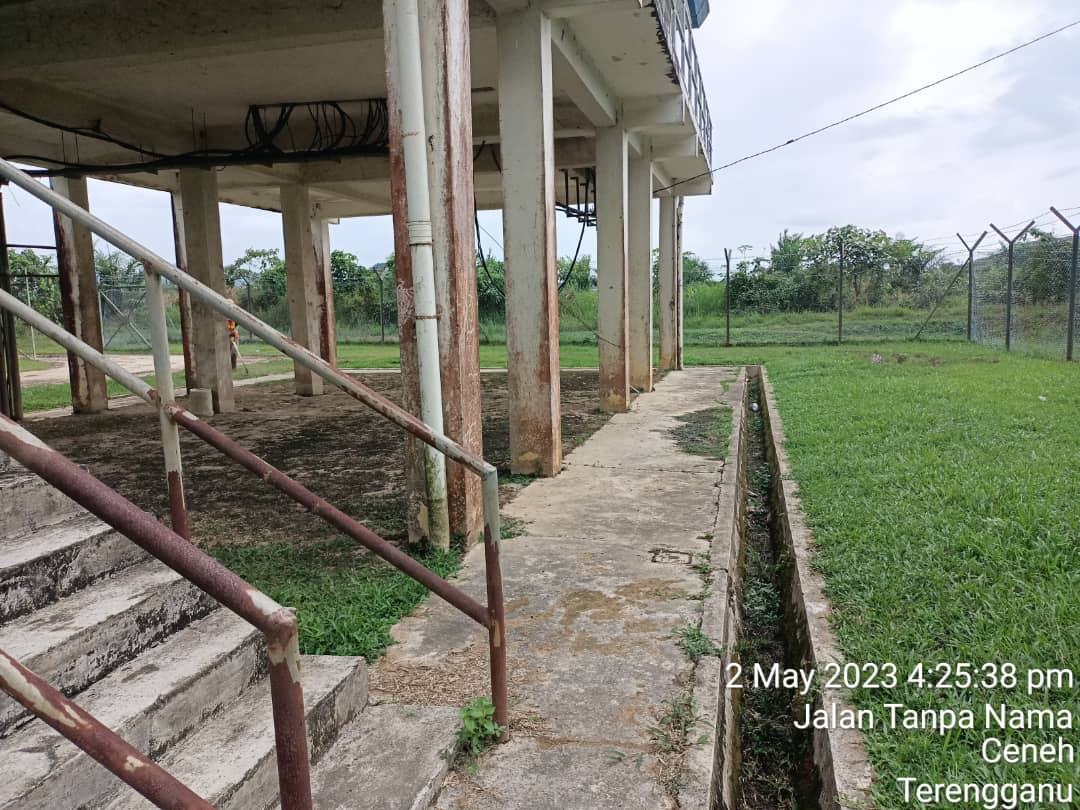 2 May 2023 4:25:38 pm
Jalan Tanpa Nama
Ceneh
Terengganu